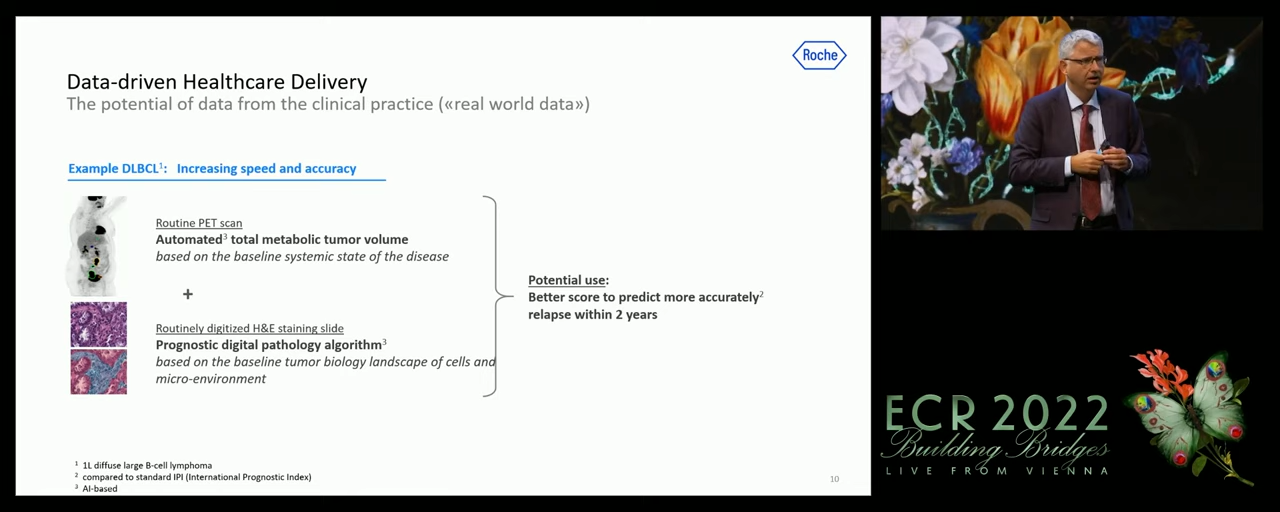 Roche
Data-driven Healthcare Delivery
The potential of data from the clinical practice («real world data»)
Example DLBCL¹: Increasing speed and accuracy
Routine PET scan
Automated³ total metabolic tumor volume
based on the baseline systemic state of the disease
+
Routinely digitized H&E staining slide
Prognostic digital pathology algorithm³
based on the baseline tumor biology landscape of cells and
micro-environment
Potential use:
Better score to predict more accurately²
relapse within 2 years
¹ 1L diffuse large B-cell lymphoma
² compared to standard IPI (International Prognostic Index)
³ AI-based
10
ECR 2022
Building Bridges
LIVE FROM VIENNA